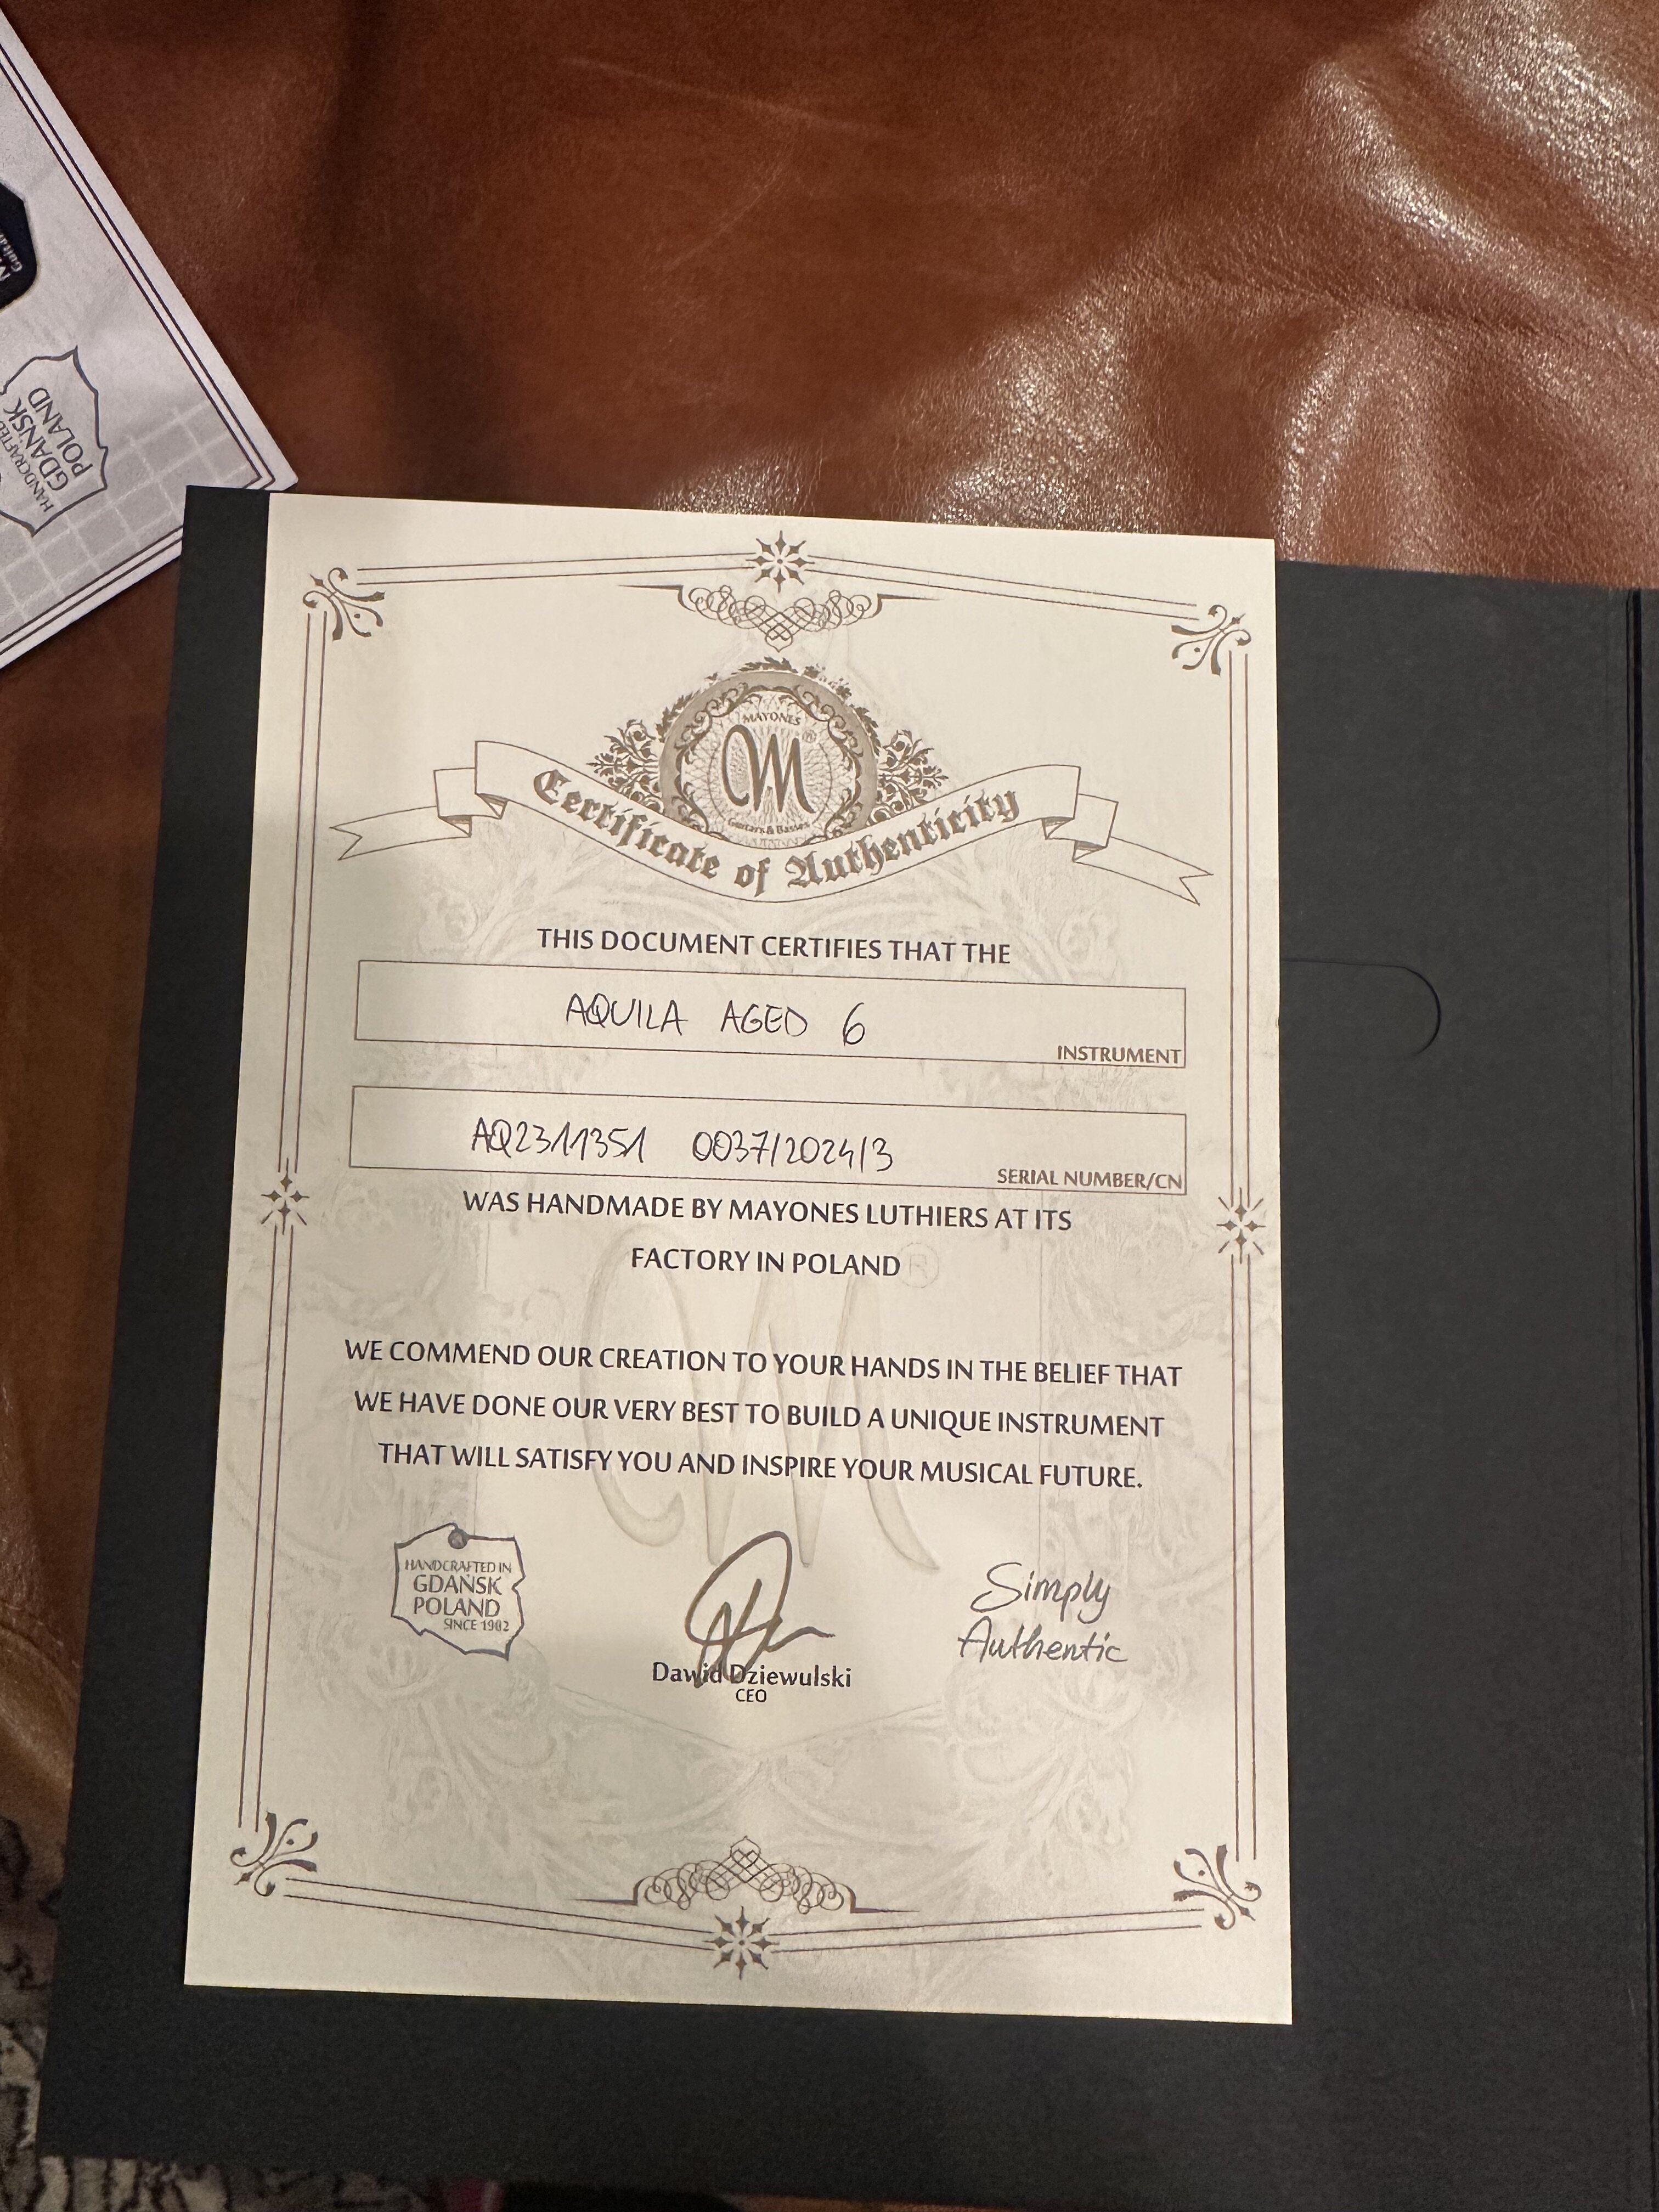 HANDCRAFTED
GDAŃSK
POLAND
MAYONES
M®
Guitars & Basses
Certificate of Authenticity
THIS DOCUMENT CERTIFIES THAT THE
AQUILA AGED 6
INSTRUMENT
AQ2311351 0037/2024/3
SERIAL NUMBER/CN
WAS HANDMADE BY MAYONES LUTHIERS AT ITS
FACTORY IN POLAND
WE COMMEND OUR CREATION TO YOUR HANDS IN THE BELIEF THAT
WE HAVE DONE OUR VERY BEST TO BUILD A UNIQUE INSTRUMENT
THAT WILL SATISFY YOU AND INSPIRE YOUR MUSICAL FUTURE.
HANDCRAFTED IN
GDAŃSK
POLAND
SINCE 1982
Dawid Dziewulski
CEO
Simply
Authentic